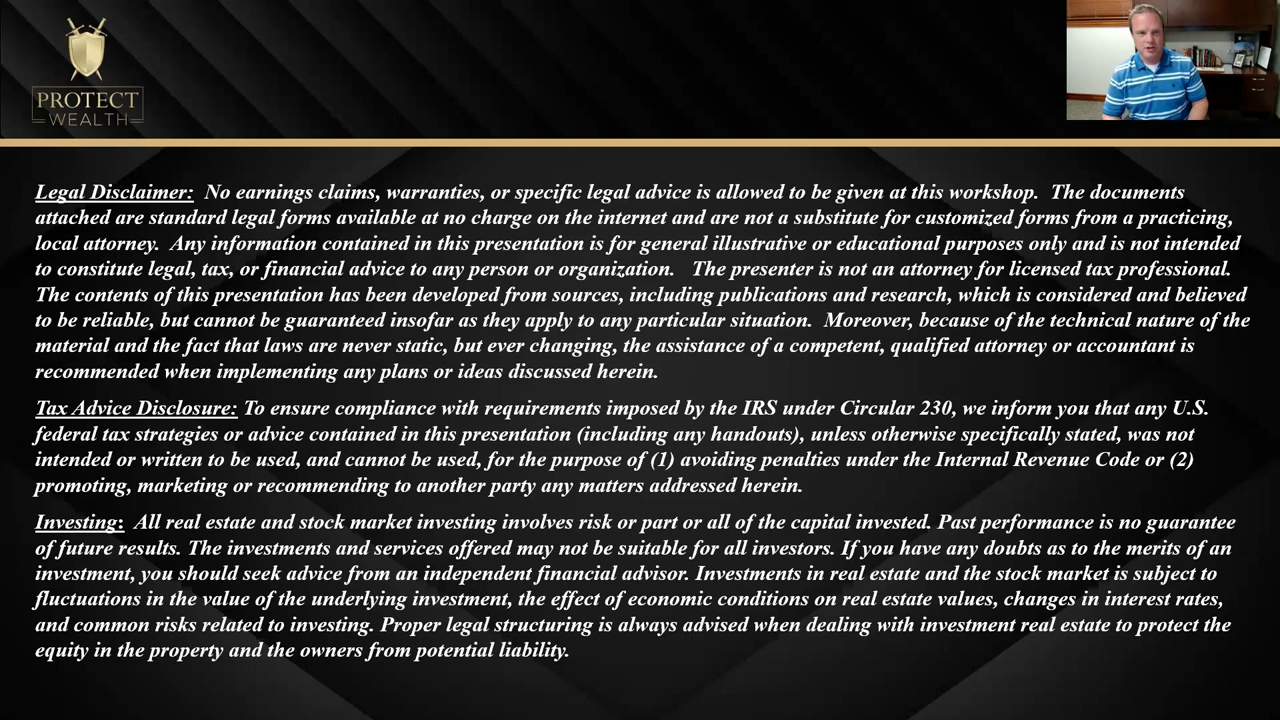 PROTECT
WEALTH
Legal Disclaimer: No earnings claims, warranties, or specific legal advice is allowed to be given at this workshop. The documents
attached are standard legal forms available at no charge on the internet and are not a substitute for customized forms from a practicing,
local attorney. Any information contained in this presentation is for general illustrative or educational purposes only and is not intended
to constitute legal, tax, or financial advice to any person or organization. The presenter is not an attorney for licensed tax professional.
The contents of this presentation has been developed from sources, including publications and research, which is considered and believed
to be reliable, but cannot be guaranteed insofar as they apply to any particular situation. Moreover, because of the technical nature of the
material and the fact that laws are never static, but ever changing, the assistance of a competent, qualified attorney or accountant is
recommended when implementing any plans or ideas discussed herein.
Tax Advice Disclosure: To ensure compliance with requirements imposed by the IRS under Circular 230, we inform you that any U.S.
federal tax strategies or advice contained in this presentation (including any handouts), unless otherwise specifically stated, was not
intended or written to be used, and cannot be used, for the purpose of (1) avoiding penalties under the Internal Revenue Code or (2)
promoting, marketing or recommending to another party any matters addressed herein.
Investing: All real estate and stock market investing involves risk or part or all of the capital invested. Past performance is no guarantee
of future results. The investments and services offered may not be suitable for all investors. If you have any doubts as to the merits of an
investment, you should seek advice from an independent financial advisor. Investments in real estate and the stock market is subject to
fluctuations in the value of the underlying investment, the effect of economic conditions on real estate values, changes in interest rates,
and common risks related to investing. Proper legal structuring is always advised when dealing with investment real estate to protect the
equity in the property and the owners from potential liability.